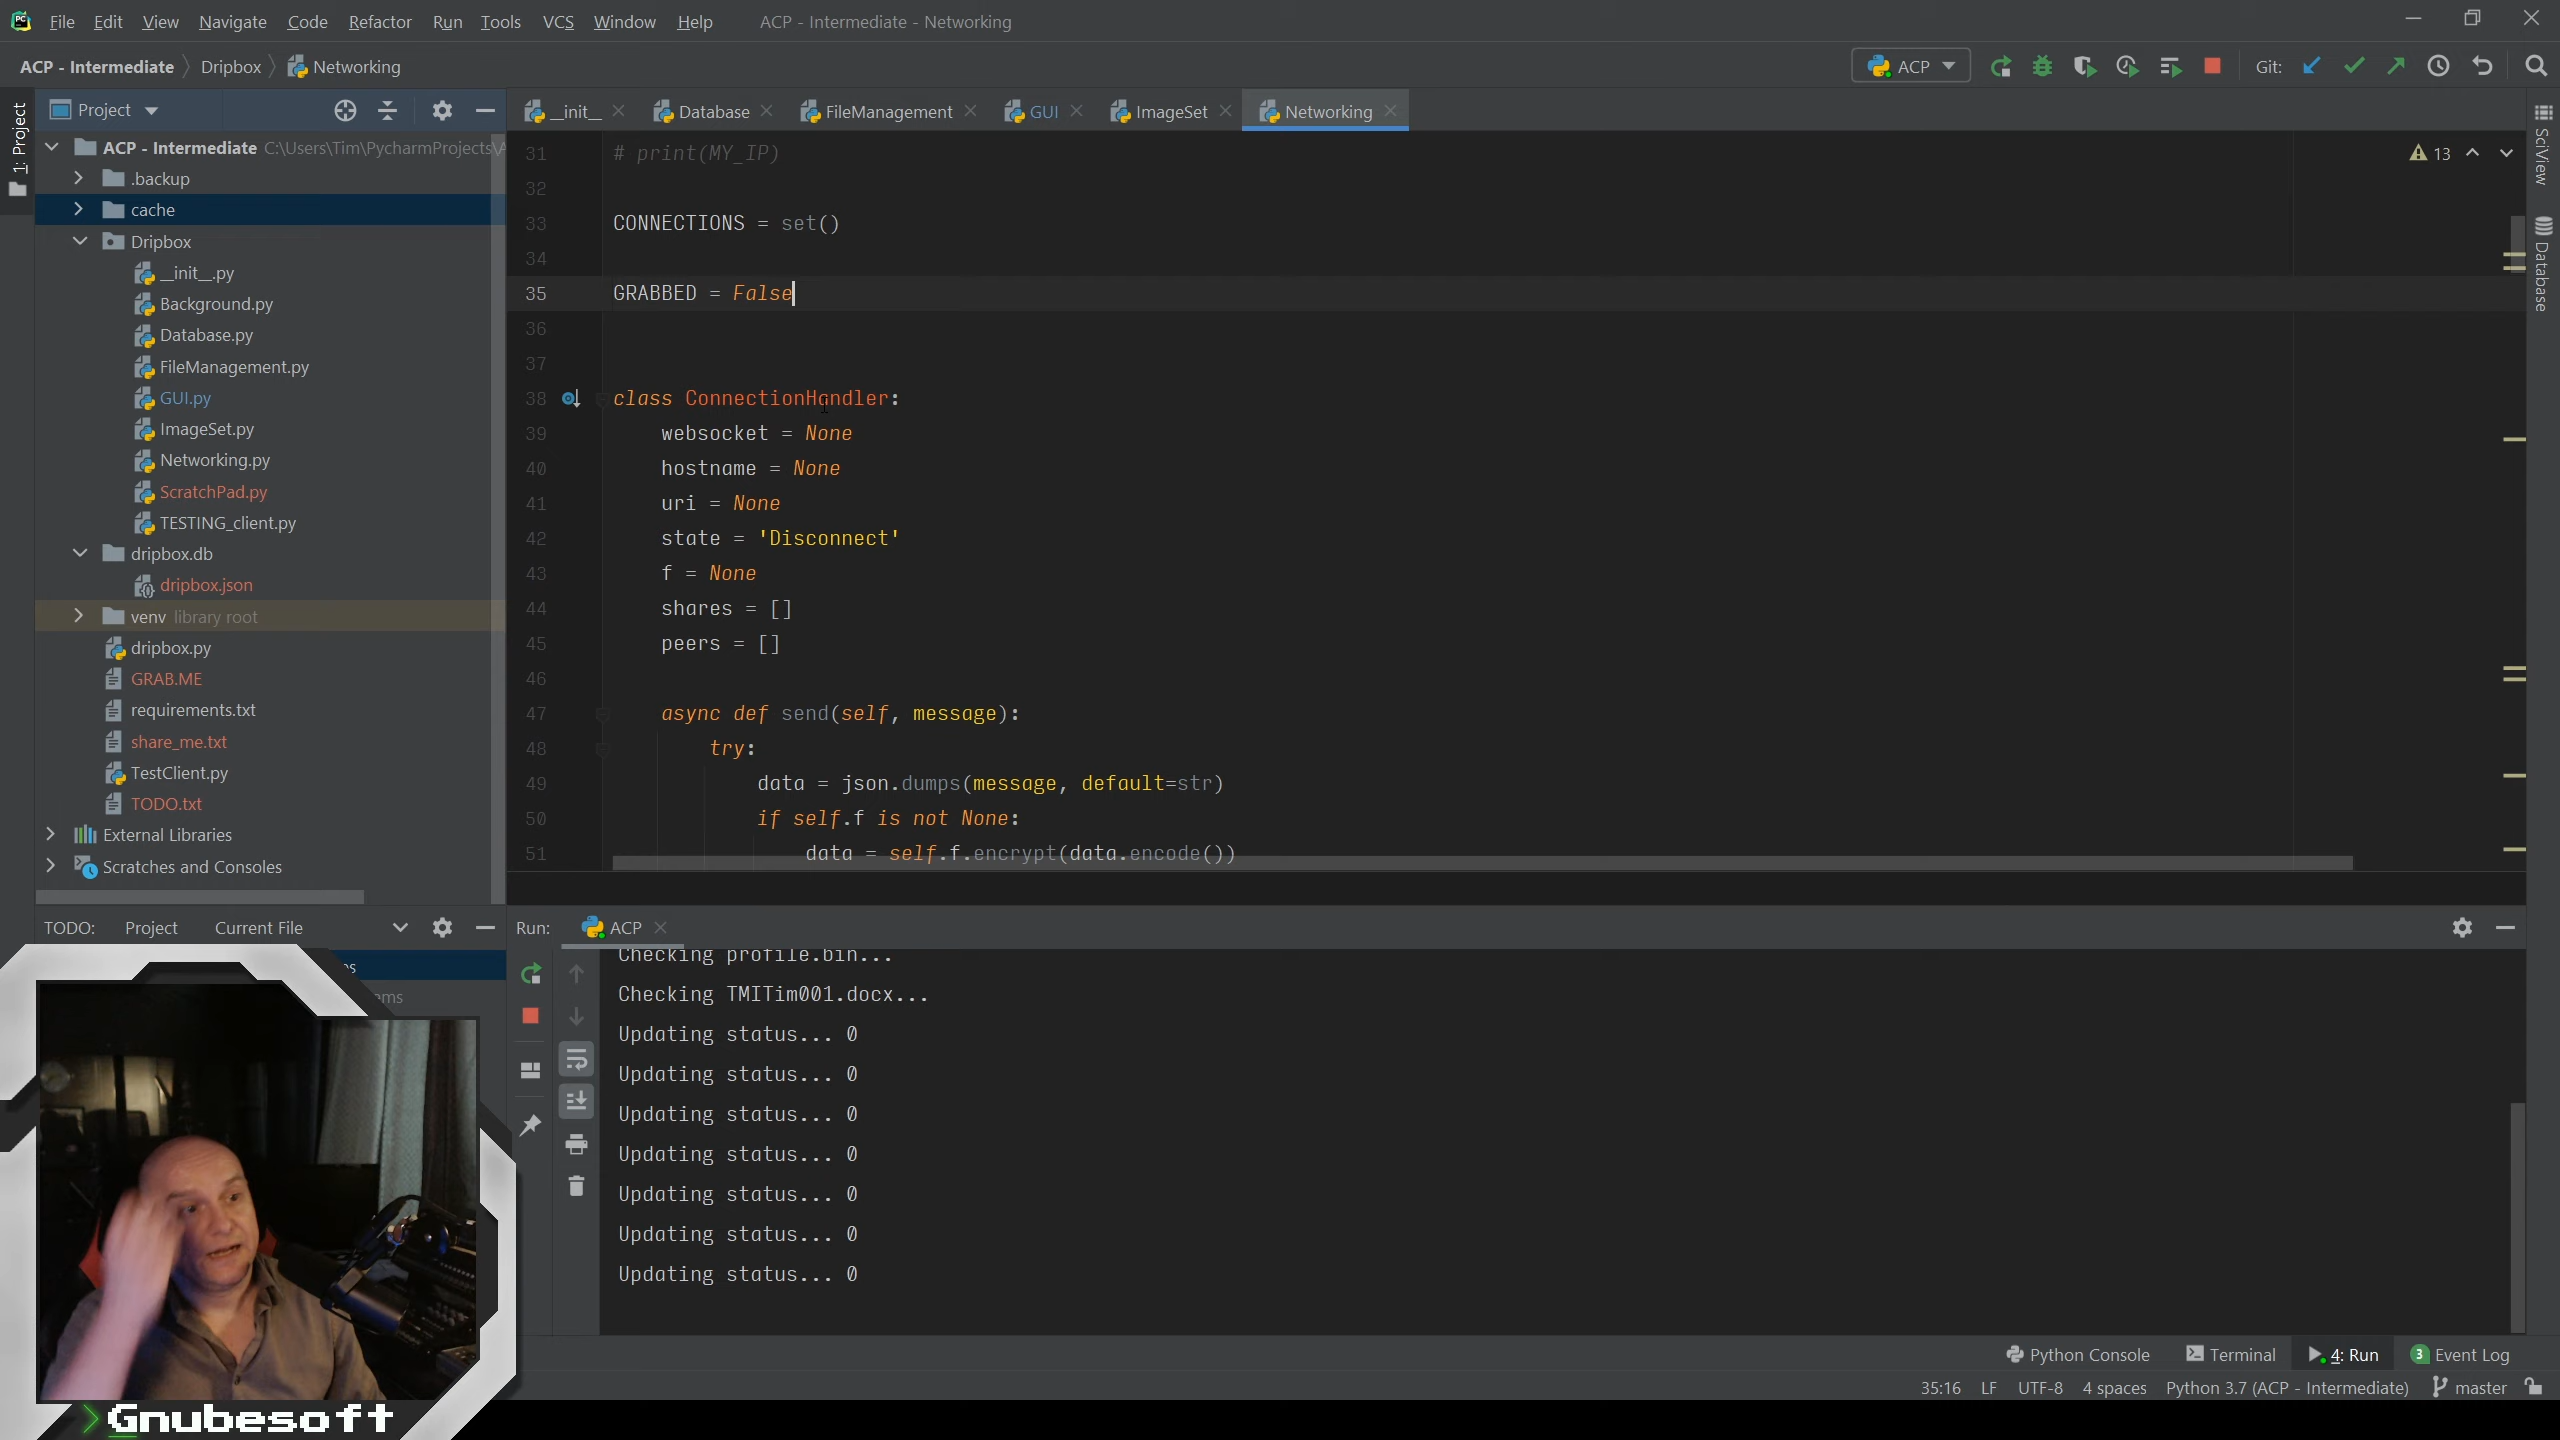 File Edit View Navigate Code Refactor Run Tools VCS Window Help ACP - Intermediate - Networking
ACP - Intermediate Dripbox Networking ACP Git:
1: Project
Project
__init__ Database FileManagement GUI ImageSet Networking
ACP - Intermediate C:\Users\Tim\PycharmProjects\A
.backup
cache
Dripbox
__init__.py
Background.py
Database.py
FileManagement.py
GUI.py
ImageSet.py
Networking.py
ScratchPad.py
TESTING_client.py
dripbox.db
dripbox.json
venv library root
dripbox.py
GRAB.ME
requirements.txt
share_me.txt
TestClient.py
TODO.txt
External Libraries
Scratches and Consoles
31 # print(MY_IP)
32
33 CONNECTIONS = set()
34
35 GRABBED = False
36
37
38 class ConnectionHandler:
39 websocket = None
40 hostname = None
41 uri = None
42 state = 'Disconnect'
43 f = None
44 shares = []
45 peers = []
46
47 async def send(self, message):
48 try:
49 data = json.dumps(message, default=str)
50 if self.f is not None:
51 data = self.f.encrypt(data.encode())
13
SciView
Database
TODO: Project Current File
Run: ACP
Checking profile.bin...
Checking TMITim001.docx...
Updating status... 0
Updating status... 0
Updating status... 0
Updating status... 0
Updating status... 0
Updating status... 0
Updating status... 0
Python Console Terminal 4: Run 3 Event Log
35:16 LF UTF-8 4 spaces Python 3.7 (ACP - Intermediate) master
>Gnubesoft